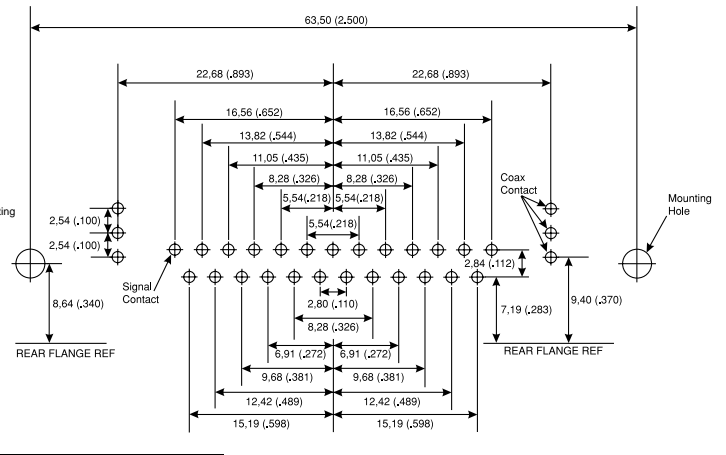 63,50 (2.500)
22,68 (.893) 22,68 (.893)
16,56 (.652) 16,56 (.652)
13,82 (.544) 13,82 (.544)
11,05 (.435) 11,05 (.435)
8,28 (.326) 8,28 (.326)
5,54(.218) 5,54(.218)
5,54(.218)
Coax
Contact
Mounting
Hole
2,54 (.100)
2,54 (.100)
2,84 (.112)
Signal
Contact
8,64 (.340)
2,80 (.110)
7,19 (.283)
9,40 (.370)
8,28 (.326)
REAR FLANGE REF
REAR FLANGE REF
6,91 (.272) 6,91 (.272)
9,68 (.381) 9,68 (.381)
12,42 (.489) 12,42 (.489)
15,19 (.598) 15,19 (.598)